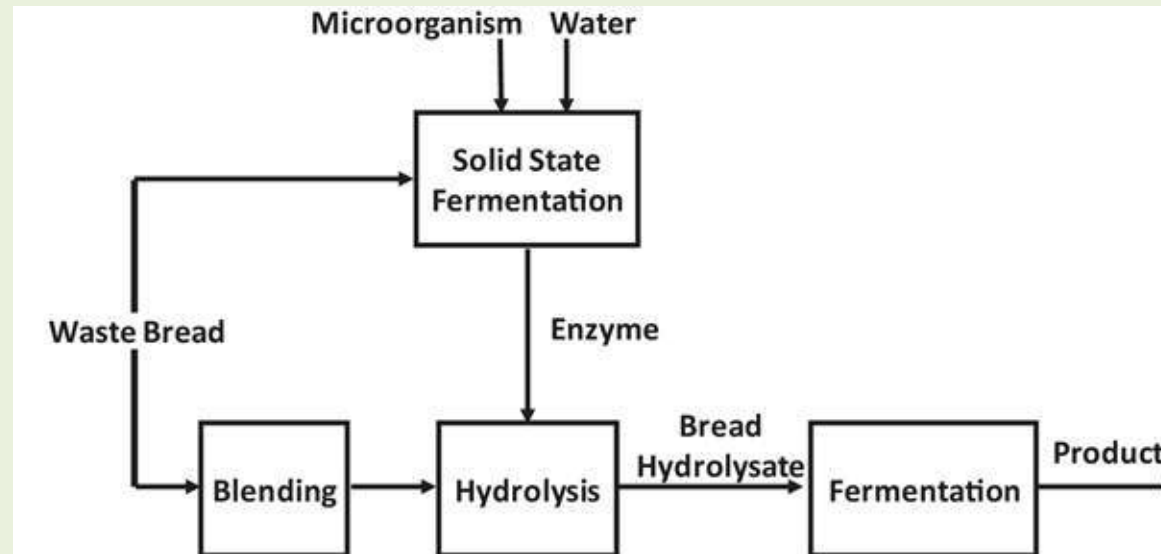 Microorganism Water
Solid State
Fermentation
Waste Bread
Enzyme
Blending
Hydrolysis
Bread
Hydrolysate
Fermentation
Product